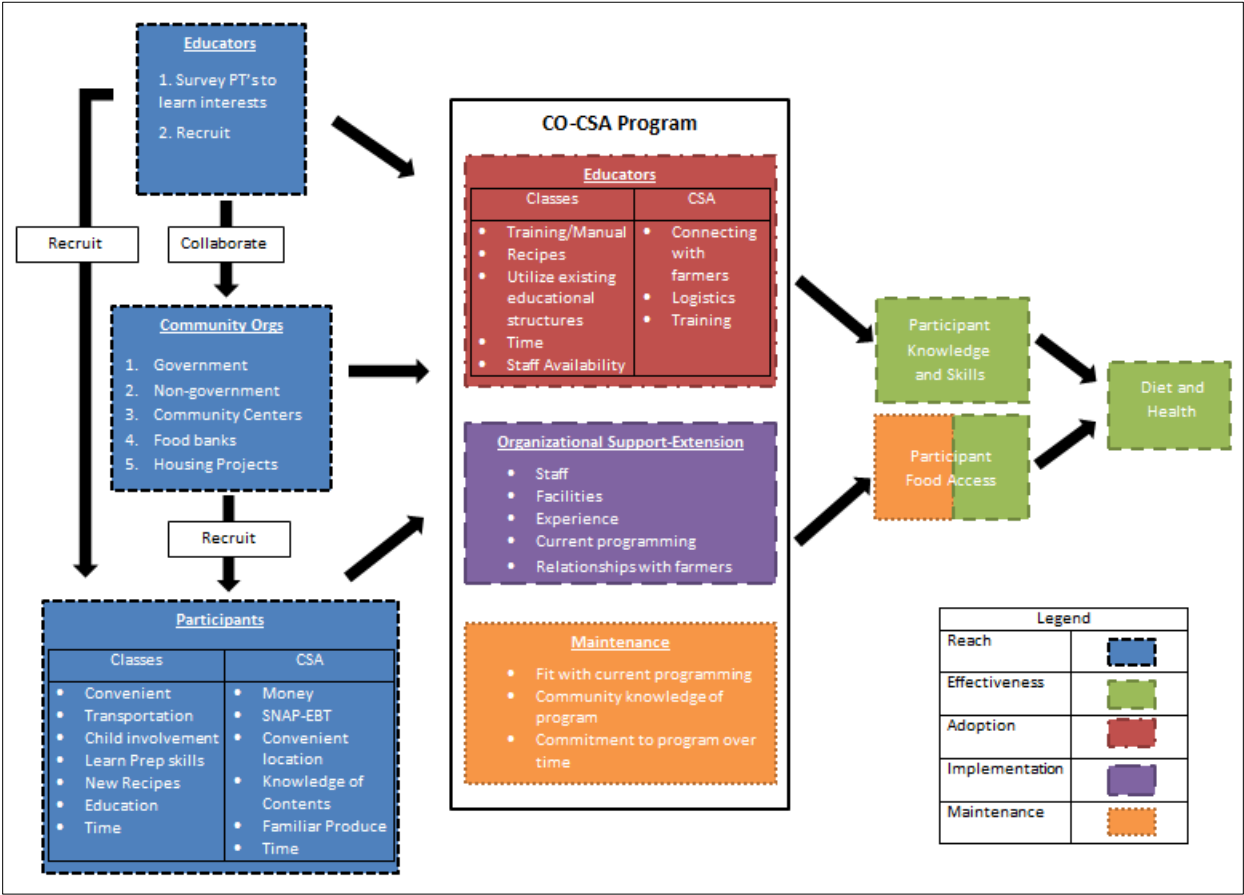 Educators
1. Survey PT's to
learn interests
2. Recruit
Recruit
Collaborate
Community Orgs
1. Government
2. Non-government
3. Community Centers
4. Food banks
5. Housing Projects
Recruit
Participants
Classes
• Convenient
• Transportation
• Child involvement
• Learn Prep skills
• New Recipes
• Education
• Time
CSA
• Money
• SNAP-EBT
• Convenient
location
• Knowledge of
Contents
• Familiar Produce
• Time
CO-CSA Program
Educators
Classes
• Training/Manual
• Recipes
• Utilize existing
educational
structures
• Time
• Staff Availability
CSA
• Connecting
with
farmers
• Logistics
• Training
Organizational Support-Extension
• Staff
• Facilities
• Experience
• Current programming
• Relationships with farmers
Maintenance
• Fit with current programming
• Community knowledge of
program
• Commitment to program over
time
Participant
Knowledge
and Skills
Participant
Food Access
Diet and
Health
Legend
Reach
Effectiveness
Adoption
Implementation
Maintenance